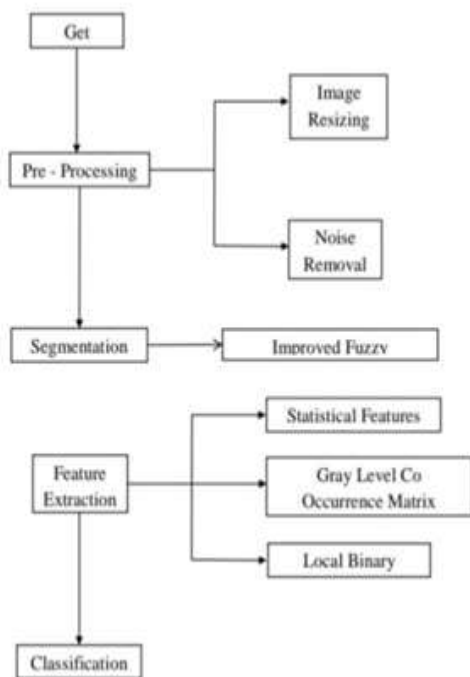 Get
Image
Resizing
Pre - Processing
Noise
Removal
Segmentation
Improved Fuzzy
Statistical Features
Feature
Extraction
Gray Level Co
Occurrence Matrix
Local Binary
Classification